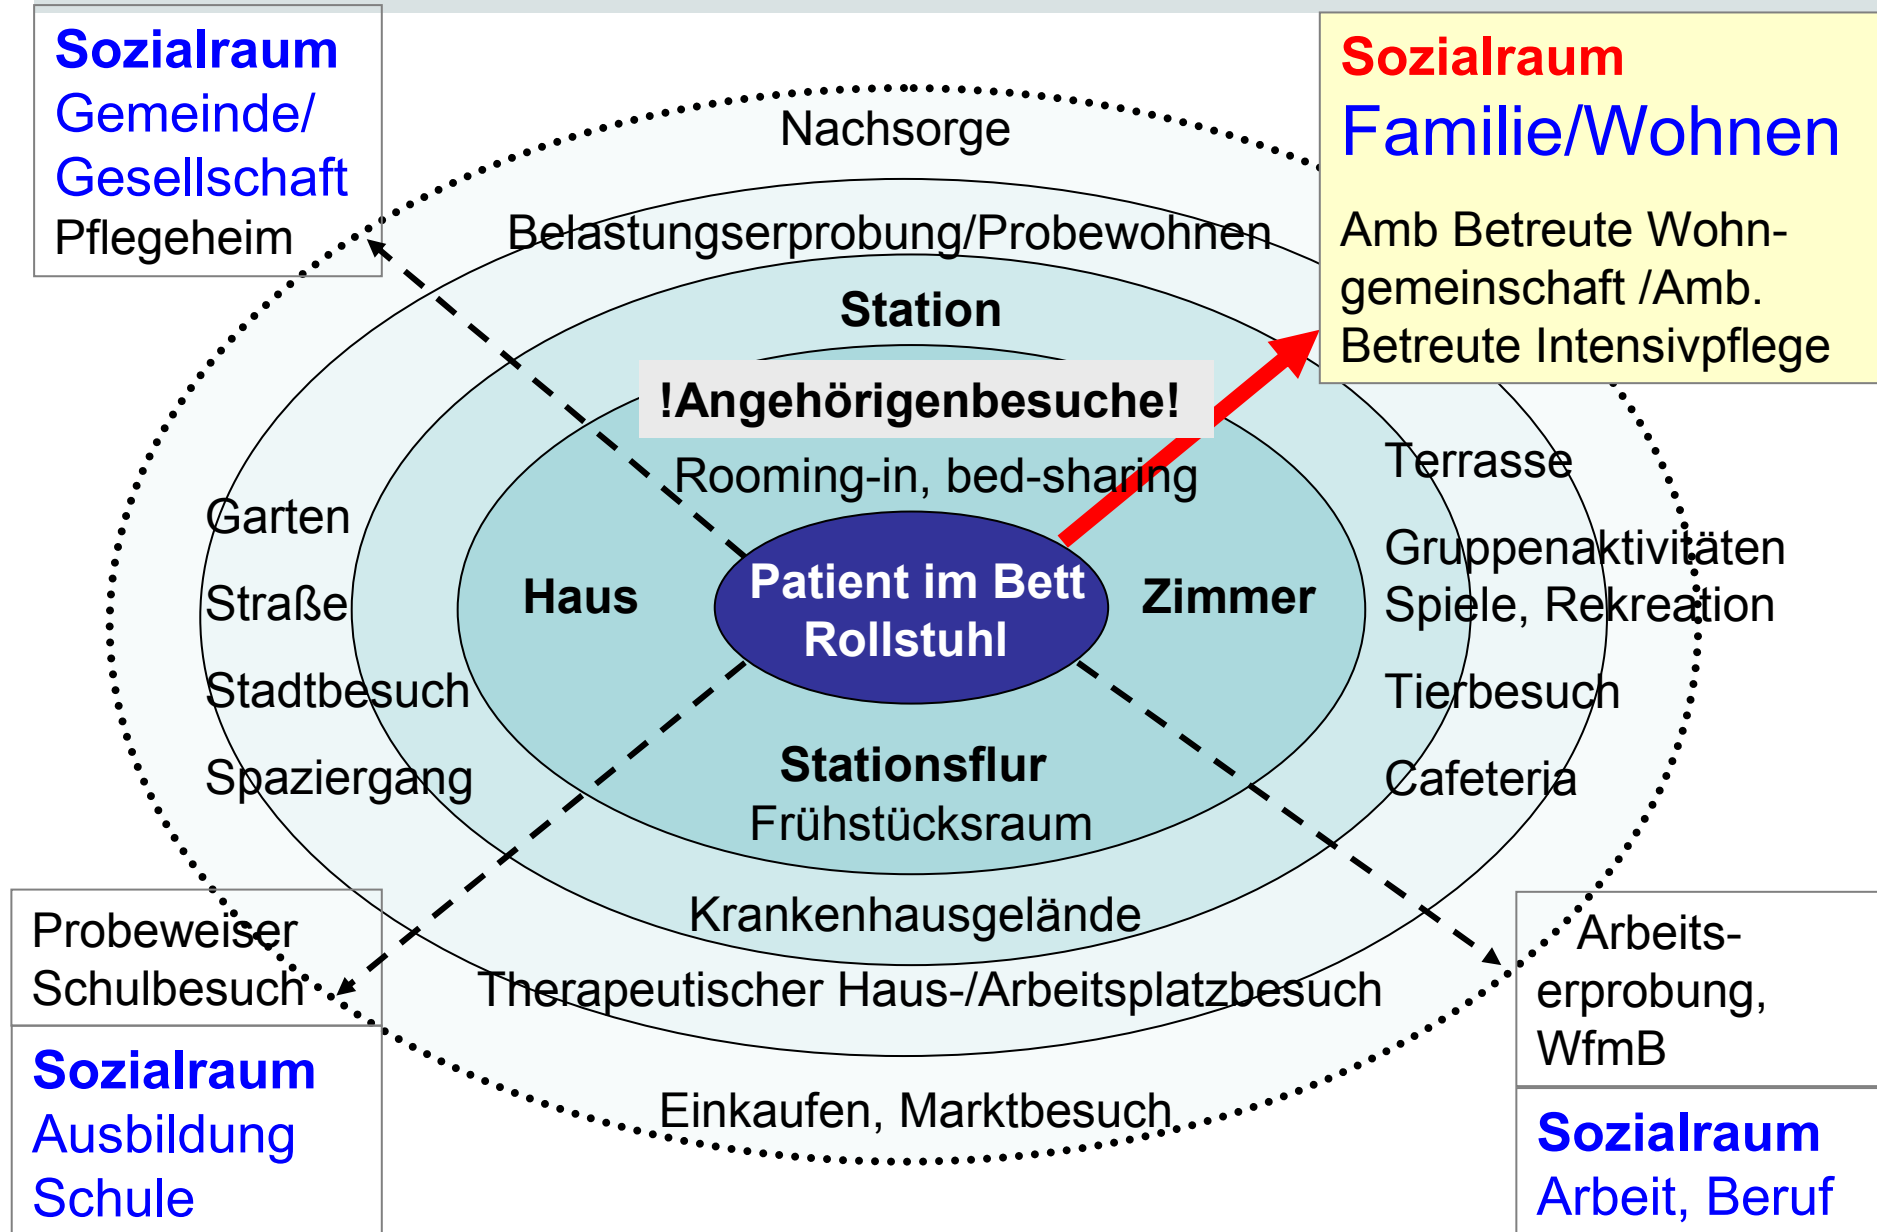 Sozialraum
Gemeinde/
Gesellschaft
Pflegeheim
Sozialraum
Familie/Wohnen
Amb Betreute Wohn-
gemeinschaft /Amb.
Betreute Intensivpflege
Nachsorge
Belastungserprobung/Probewohnen
Station
!Angehörigenbesuche!
Rooming-in, bed-sharing
Garten
Straße
Stadtbesuch
Spaziergang
Haus
Patient im Bett
Rollstuhl
Zimmer
Terrasse
Gruppenaktivitäten
Spiele, Rekreation
Tierbesuch
Cafeteria
Stationsflur
Frühstücksraum
Krankenhausgelände
Therapeutischer Haus-/Arbeitsplatzbesuch
Einkaufen, Marktbesuch
Probeweiser
Schulbesuch
Sozialraum
Ausbildung
Schule
Arbeits-
erprobung,
WfmB
Sozialraum
Arbeit, Beruf